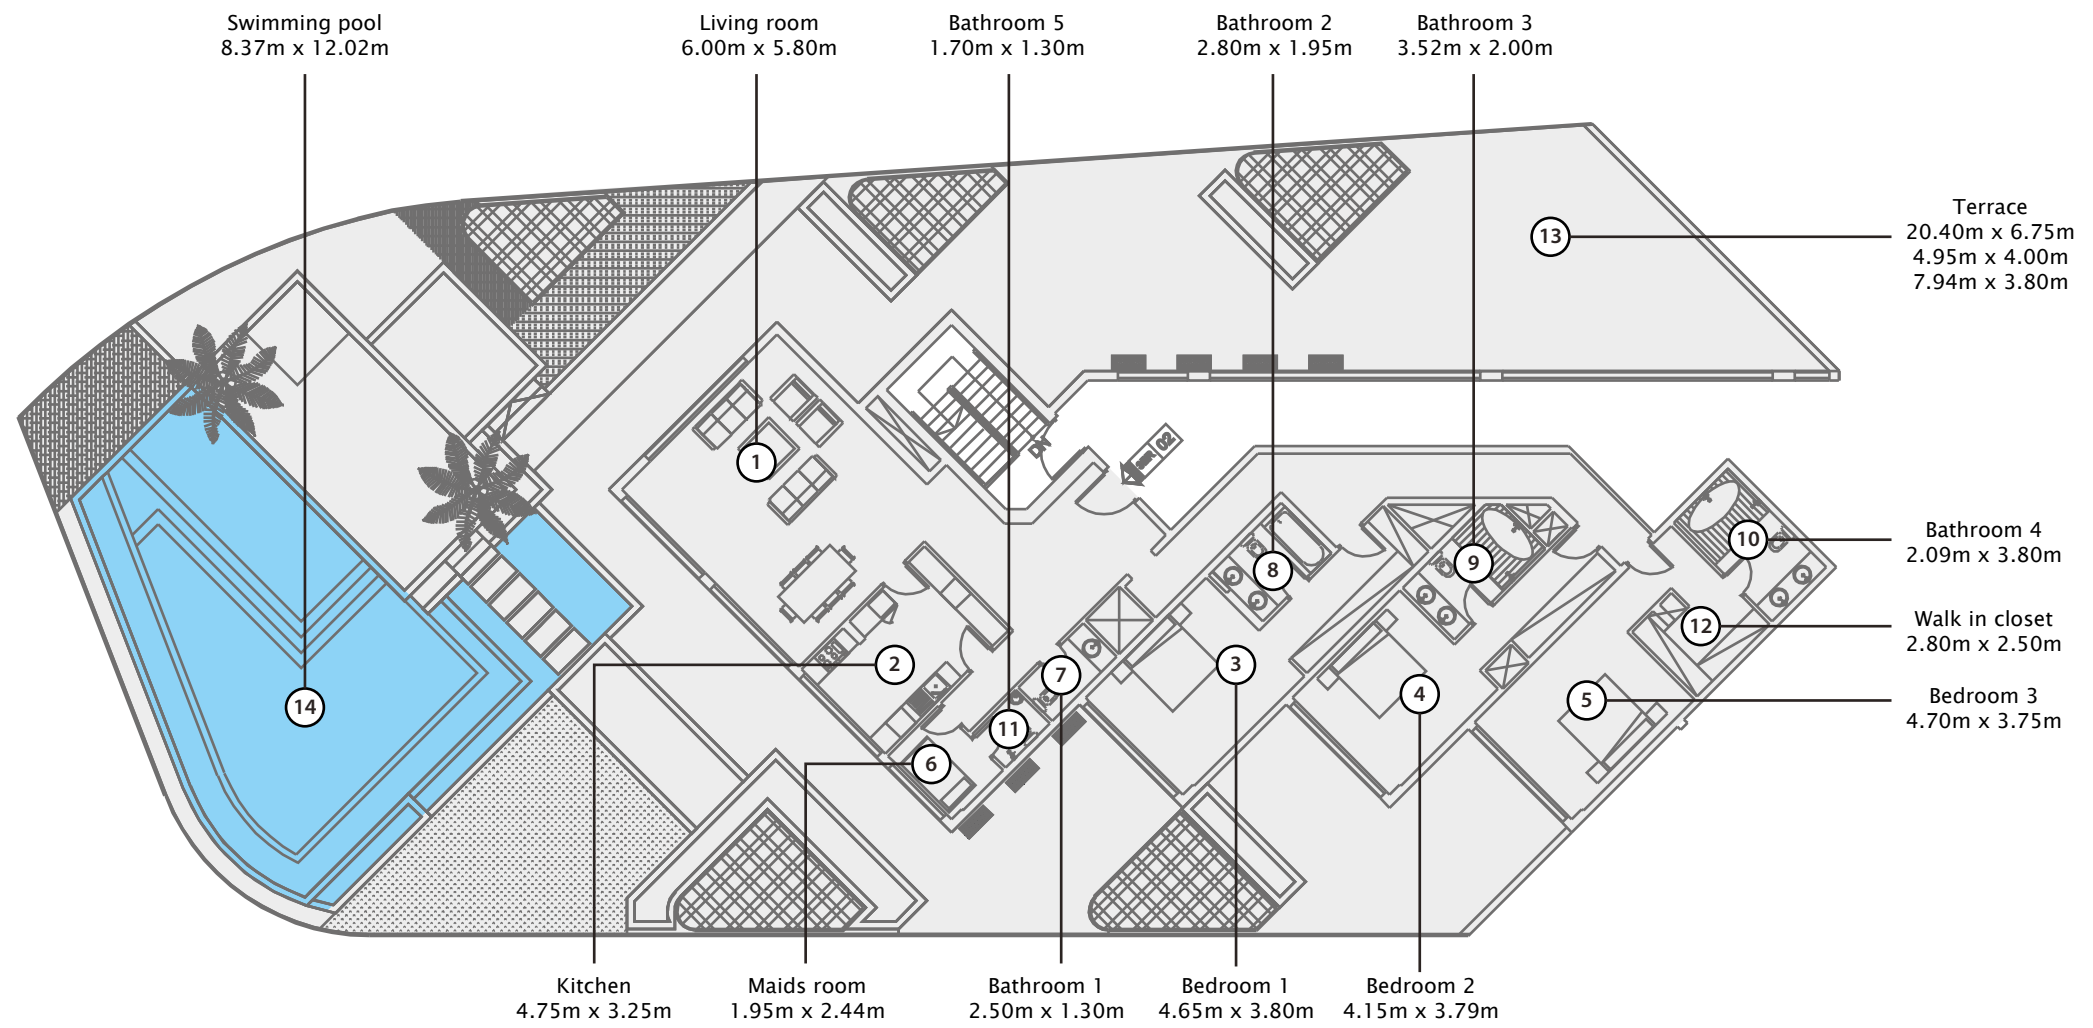 Swimming pool
8.37m x 12.02m
Living room
6.00m x 5.80m
Bathroom 5
1.70m x 1.30m
Bathroom 2
2.80m x 1.95m
Bathroom 3
3.52m x 2.00m
13
Terrace
20.40m x 6.75m
4.95m x 4.00m
7.94m x 3.80m
1
DN
02
10
Bathroom 4
2.09m x 3.80m
8
9
12
Walk in closet
2.80m x 2.50m
2
7
3
4
5
Bedroom 3
4.70m x 3.75m
14
11
6
Kitchen
4.75m x 3.25m
Maids room
1.95m x 2.44m
Bathroom 1
2.50m x 1.30m
Bedroom 1
4.65m x 3.80m
Bedroom 2
4.15m x 3.79m